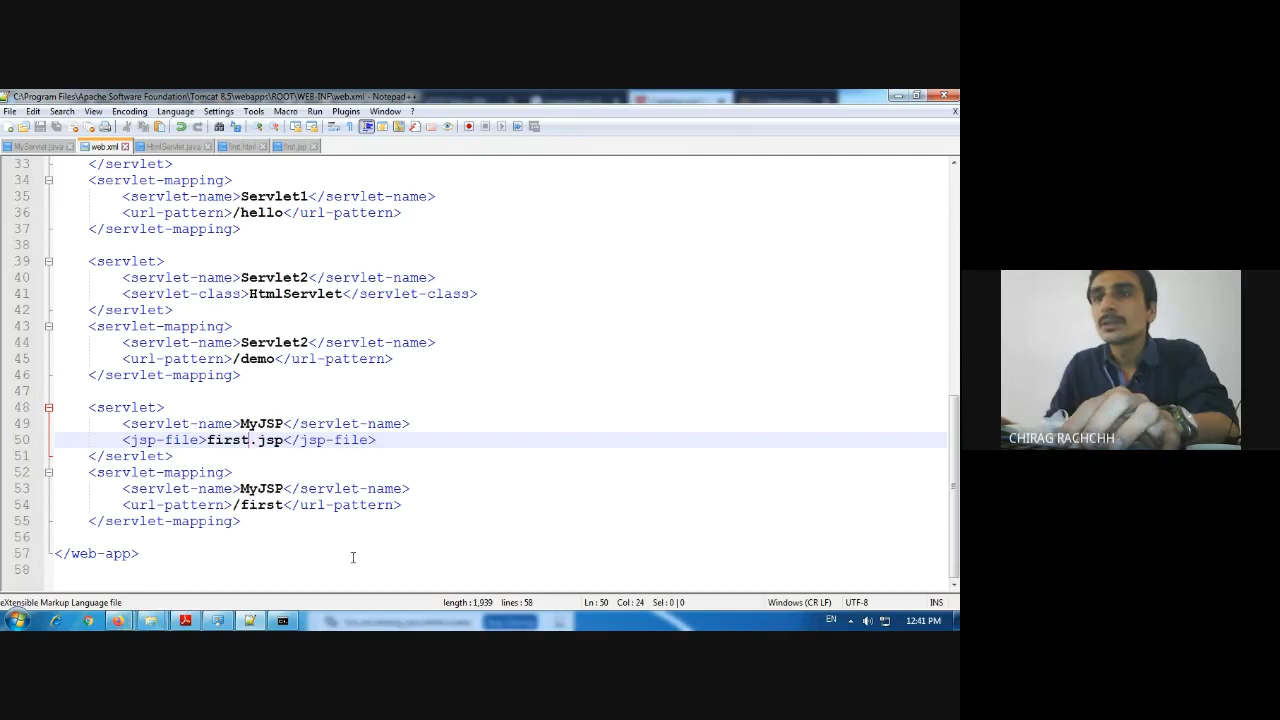 C:\Program Files\Apache Software Foundation\Tomcat 8.5\webapps\ROOT\WEB-INF\web.xml - Notepad++
File Edit Search View Encoding Language Settings Tools Macro Run Plugins Window ? X
MyServlet.java web.xml HtmlServlet.java first.html first.jsp
33 </servlet>
34 <servlet-mapping>
35 <servlet-name>Servlet1</servlet-name>
36 <url-pattern>/hello</url-pattern>
37 </servlet-mapping>
38
39 <servlet>
40 <servlet-name>Servlet2</servlet-name>
41 <servlet-class>HtmlServlet</servlet-class>
42 </servlet>
43 <servlet-mapping>
44 <servlet-name>Servlet2</servlet-name>
45 <url-pattern>/demo</url-pattern>
46 </servlet-mapping>
47
48 <servlet>
49 <servlet-name>MyJSP</servlet-name>
50 <jsp-file>first.jsp</jsp-file>
51 </servlet>
52 <servlet-mapping>
53 <servlet-name>MyJSP</servlet-name>
54 <url-pattern>/first</url-pattern>
55 </servlet-mapping>
56
57 </web-app>
58
eXtensible Markup Language file length : 1,939 lines : 58 Ln : 50 Col : 24 Sel : 0 | 0 Windows (CR LF) UTF-8 INS
EN 12:41 PM
CHIRAG RACHCHH